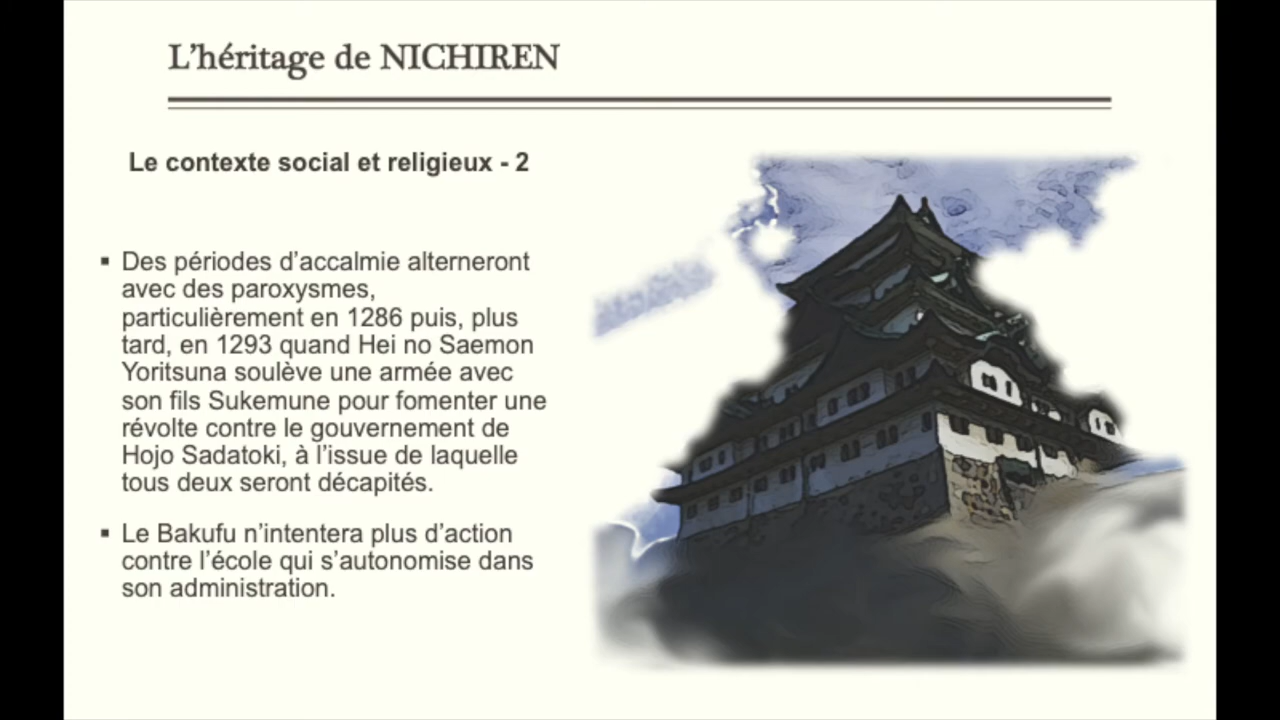 L'héritage de NICHIREN
Le contexte social et religieux - 2
▪ Des périodes d'accalmie alterneront
avec des paroxysmes,
particulièrement en 1286 puis, plus
tard, en 1293 quand Hei no Saemon
Yoritsuna soulève une armée avec
son fils Sukemune pour fomenter une
révolte contre le gouvernement de
Hojo Sadatoki, à l'issue de laquelle
tous deux seront décapités.
▪ Le Bakufu n'intentera plus d'action
contre l'école qui s'autonomise dans
son administration.